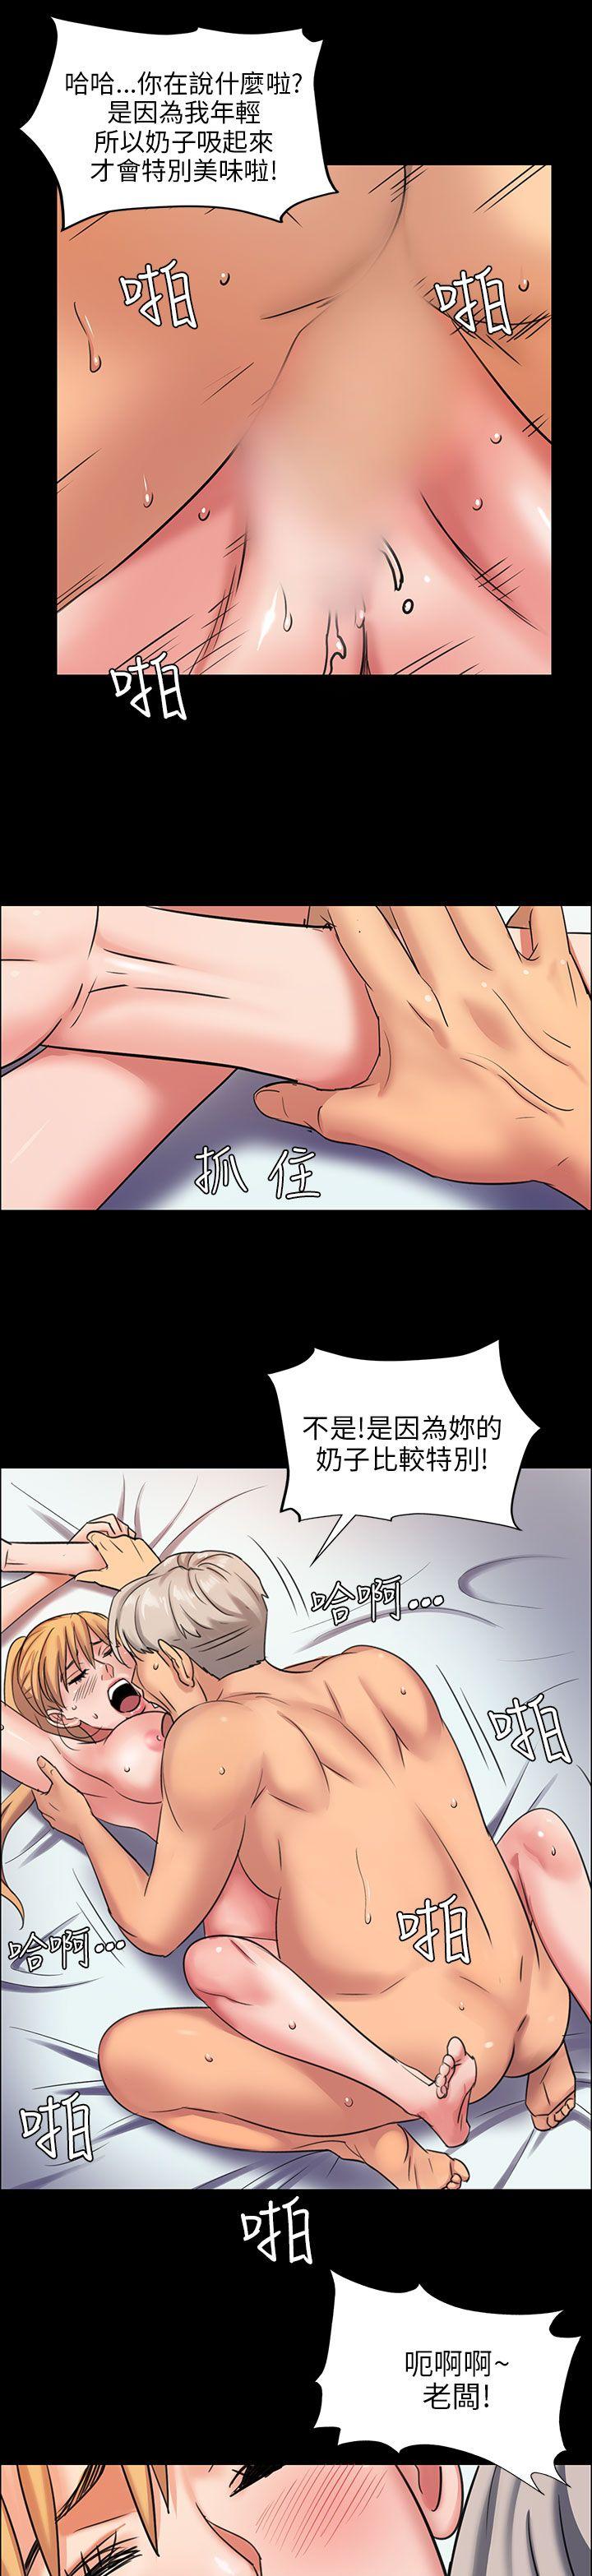 哈哈...你在說什麼啦?
是因為我年輕
所以奶子吸起來
才會特別美味啦!
啪
啪
啪
抓住
不是!是因為妳的
奶子比較特別!
哈啊...
啪
啪
哈啊...
啪
啪
呃啊啊~
老闆!